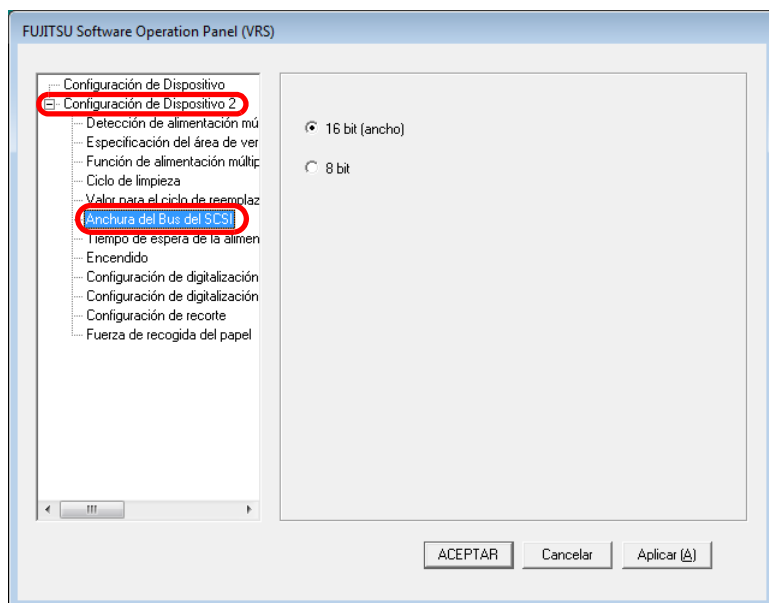 FUJITSU Software Operation Panel (VRS)
Configuración de Dispositivo
Configuración de Dispositivo 2
Detección de alimentación mú
Especificación del área de ver
Función de alimentación múltip
Ciclo de limpieza
Valor para el ciclo de reemplaz
Anchura del Bus del SCSI
Tiempo de espera de la alimen
Encendido
Configuración de digitalización
Configuración de digitalización
Configuración de recorte
Fuerza de recogida del papel
16 bit (ancho)
8 bit
ACEPTAR
Cancelar
Aplicar (A)